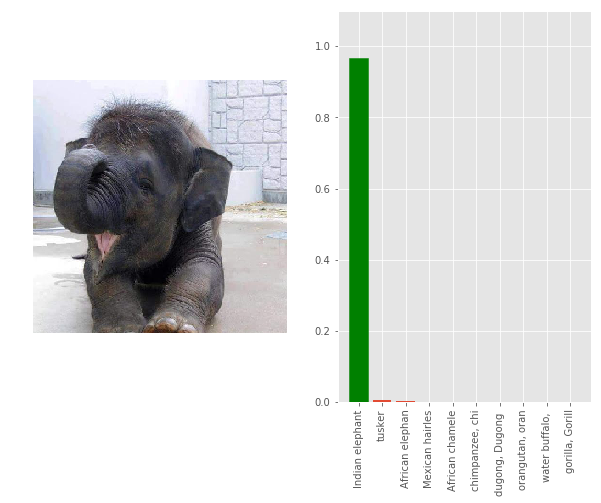 1.0
0.8
0.6
0.4
0.2
0.0
Indian elephant
tusker
African elephan
Mexican hairles
African chamele
chimpanzee, chi
dugong, Dugong
orangutan, oran
water buffalo,
gorilla, Gorill